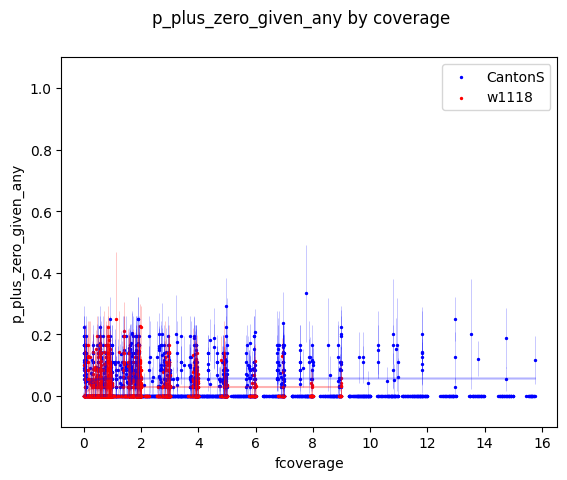 p_plus_zero_given_any by coverage
CantonS
w1118
p_plus_zero_given_any
1.0
0.8
0.6
0.4
0.2
0.0
0 2 4 6 8 10 12 14 16
fcoverage